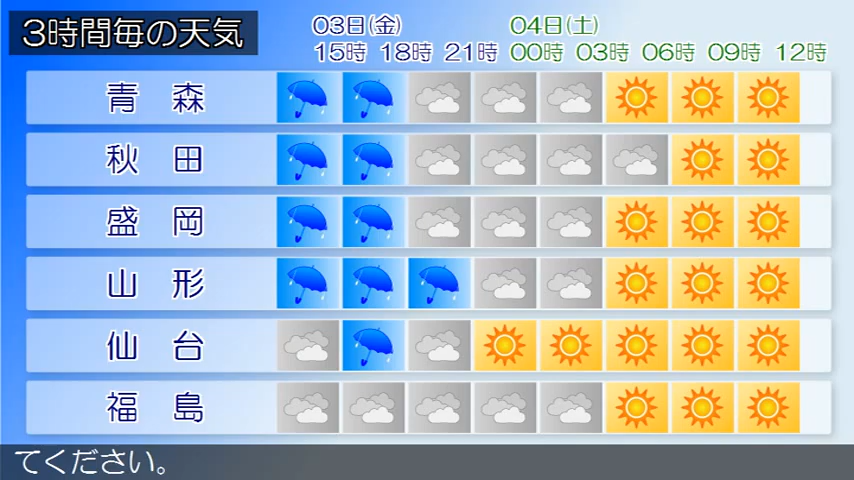 3時間毎の天気
03日(金) 04日(土)
15時 18時 21時 00時 03時 06時 09時 12時
青 森
秋 田
盛 岡
山 形
仙 台
福 島
てください。